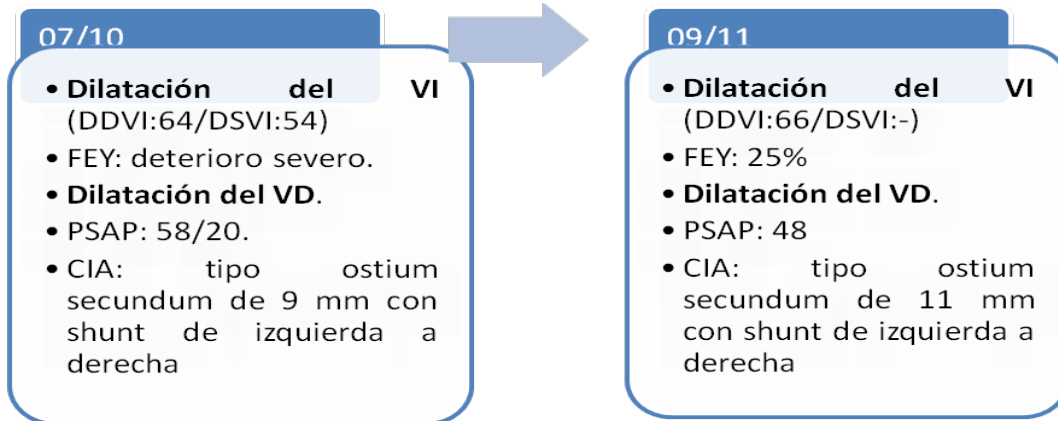 07/10
• Dilatación del VI
(DDVI:64/DSVI:54)
• FEY: deterioro severo.
• Dilatación del VD.
• PSAP: 58/20.
• CIA: tipo ostium
secundum de 9 mm con
shunt de izquierda a
derecha
09/11
• Dilatación del VI
(DDVI:66/DSVI:-)
• FEY: 25%
• Dilatación del VD.
• PSAP: 48
• CIA: tipo ostium
secundum de 11 mm
con shunt de izquierda a
derecha